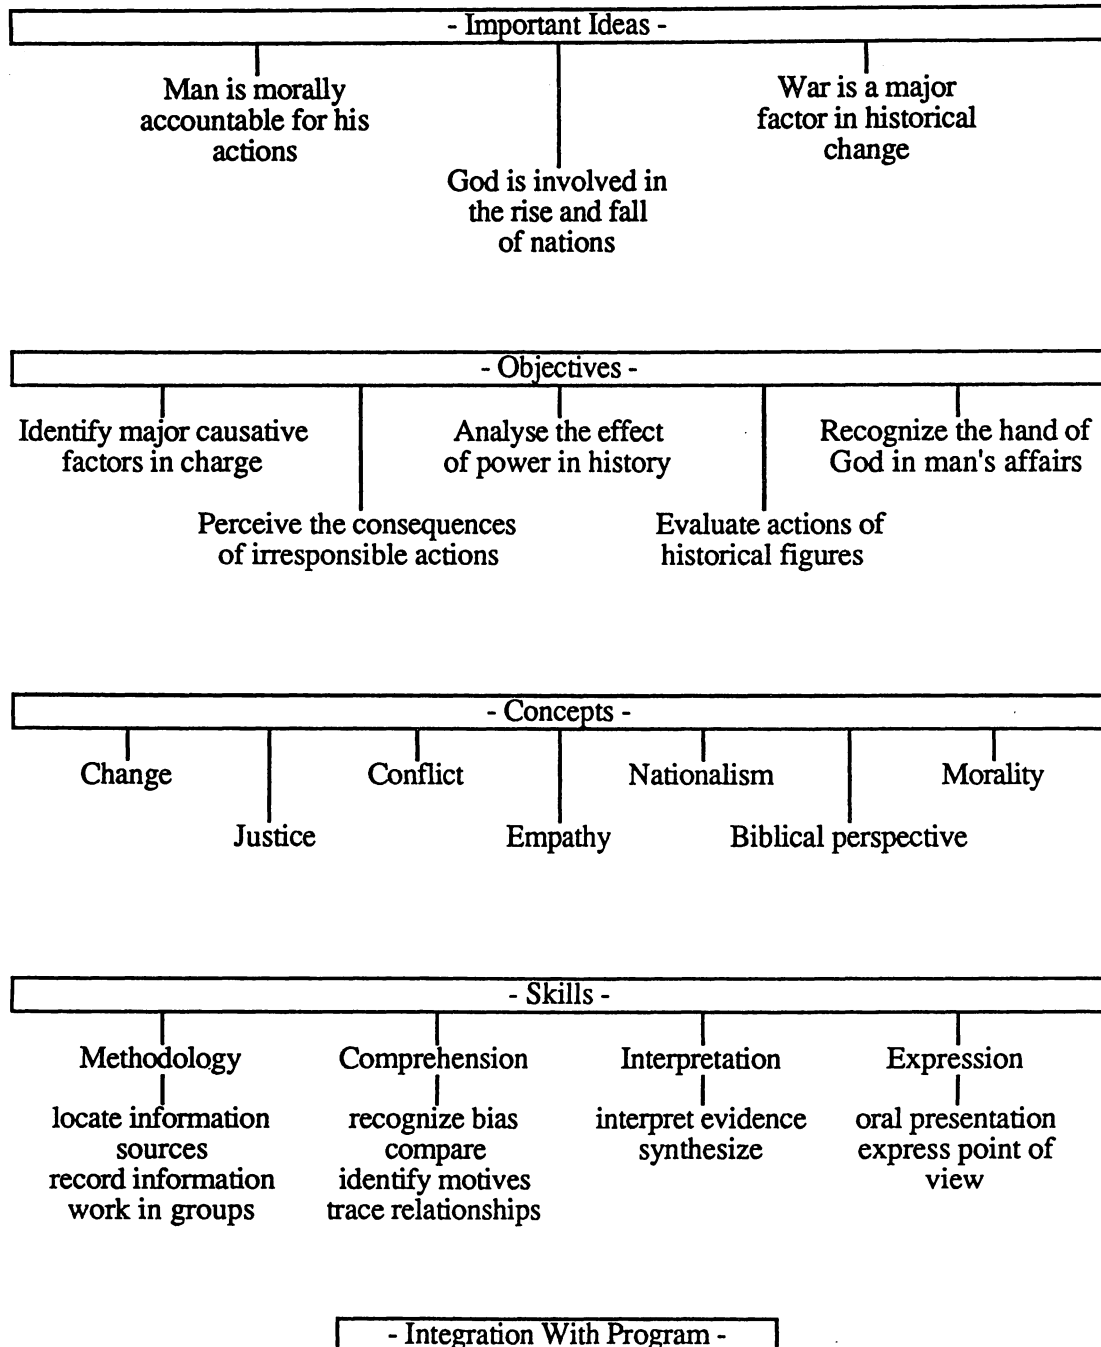 - Important Ideas -
Man is morally
accountable for his
actions
God is involved in
the rise and fall
of nations
War is a major
factor in historical
change
- Objectives -
Identify major causative
factors in charge
Perceive the consequences
of irresponsible actions
Analyse the effect
of power in history
Evaluate actions of
historical figures
Recognize the hand of
God in man's affairs
- Concepts -
Change
Justice
Conflict
Empathy
Nationalism
Biblical perspective
Morality
- Skills -
Methodology
locate information
sources
record information
work in groups
Comprehension
recognize bias
compare
identify motives
trace relationships
Interpretation
interpret evidence
synthesize
Expression
oral presentation
express point of
view
- Integration With Program -